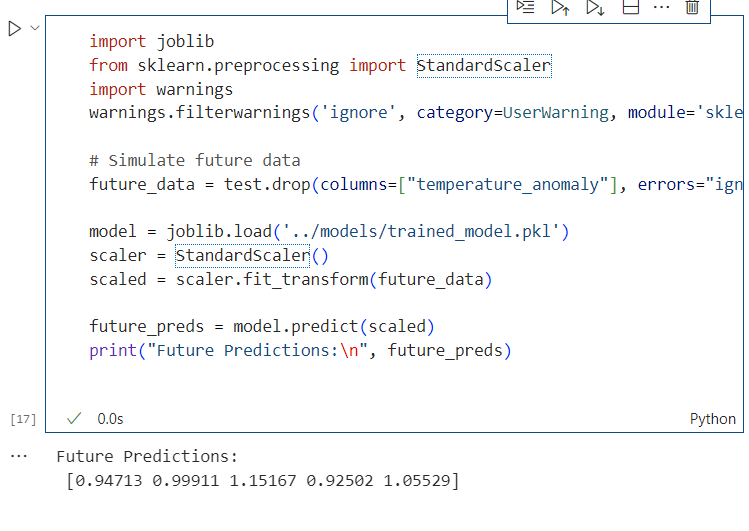 import joblib
from sklearn.preprocessing import StandardScaler
import warnings
warnings.filterwarnings('ignore', category=UserWarning, module='skle
# Simulate future data
future_data = test.drop(columns=["temperature_anomaly"], errors="ign
model = joblib.load('../models/trained_model.pkl')
scaler = StandardScaler()
scaled = scaler.fit_transform(future_data)
future_preds = model.predict(scaled)
print("Future Predictions:\n", future_preds)
[17] ✓ 0.0s Python
... Future Predictions:
[0.94713 0.99911 1.15167 0.92502 1.05529]